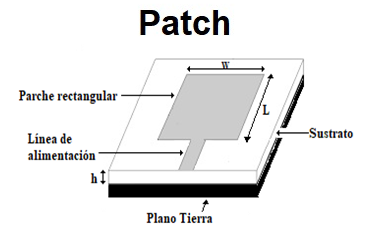 Patch
W
Parche rectangular
L
Línea de
alimentación
Sustrato
h
Plano Tierra